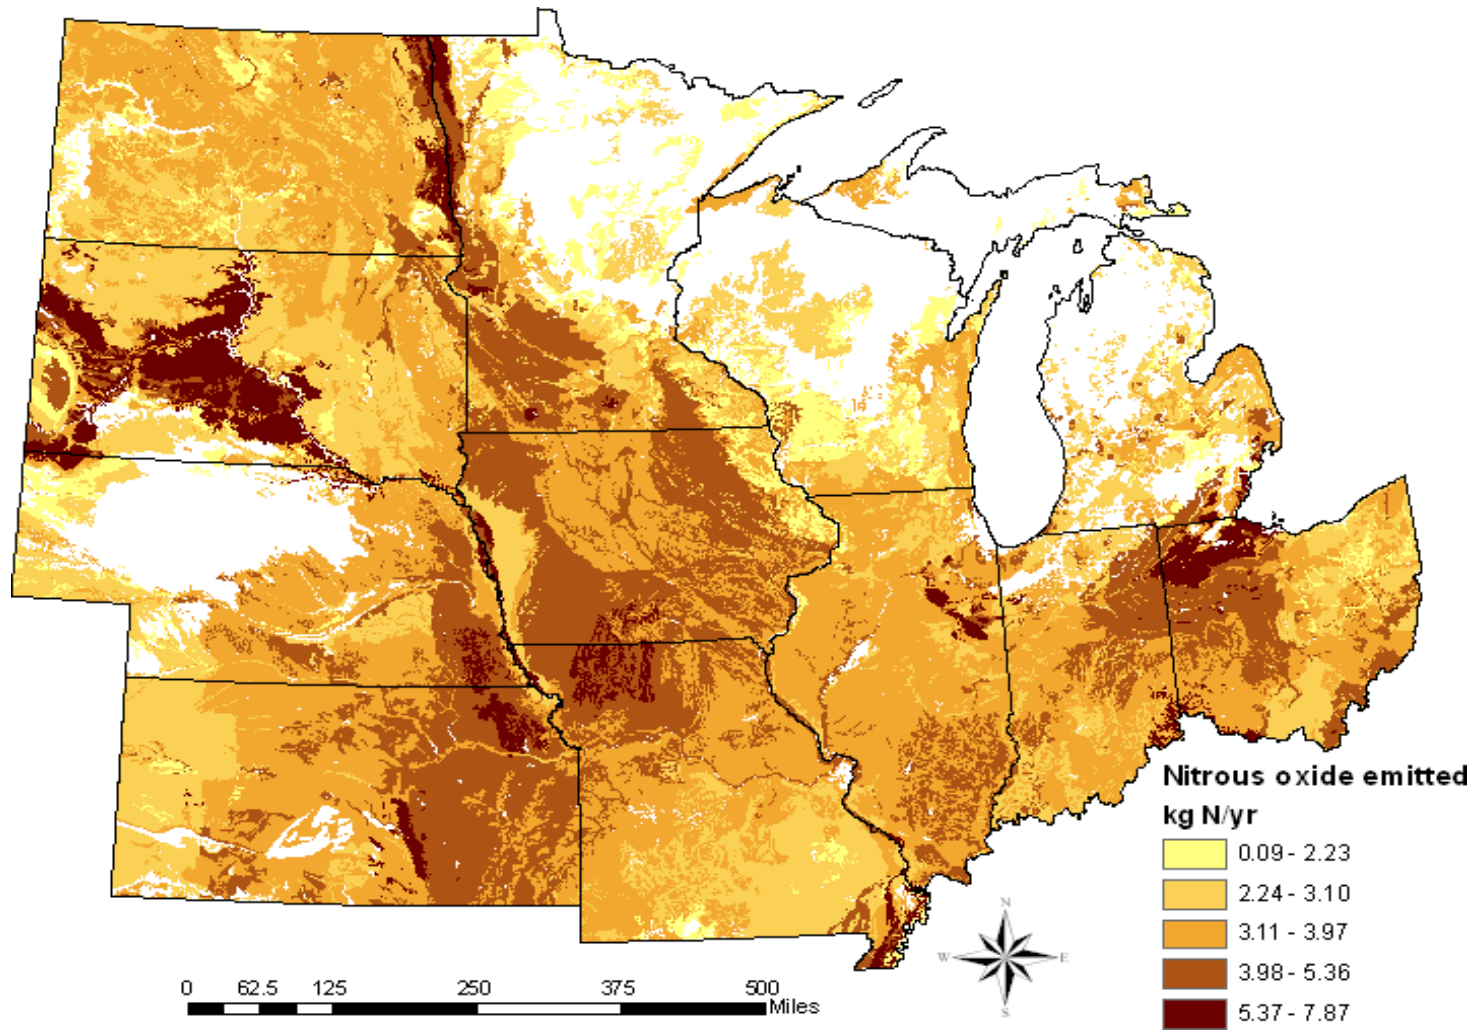 Nitrous oxide emitted
kg N/yr
0.09 - 2.23
2.24 - 3.10
3.11 - 3.97
3.98 - 5.36
5.37 - 7.87
N
W E
S
0 62.5 125 250 375 500
Miles